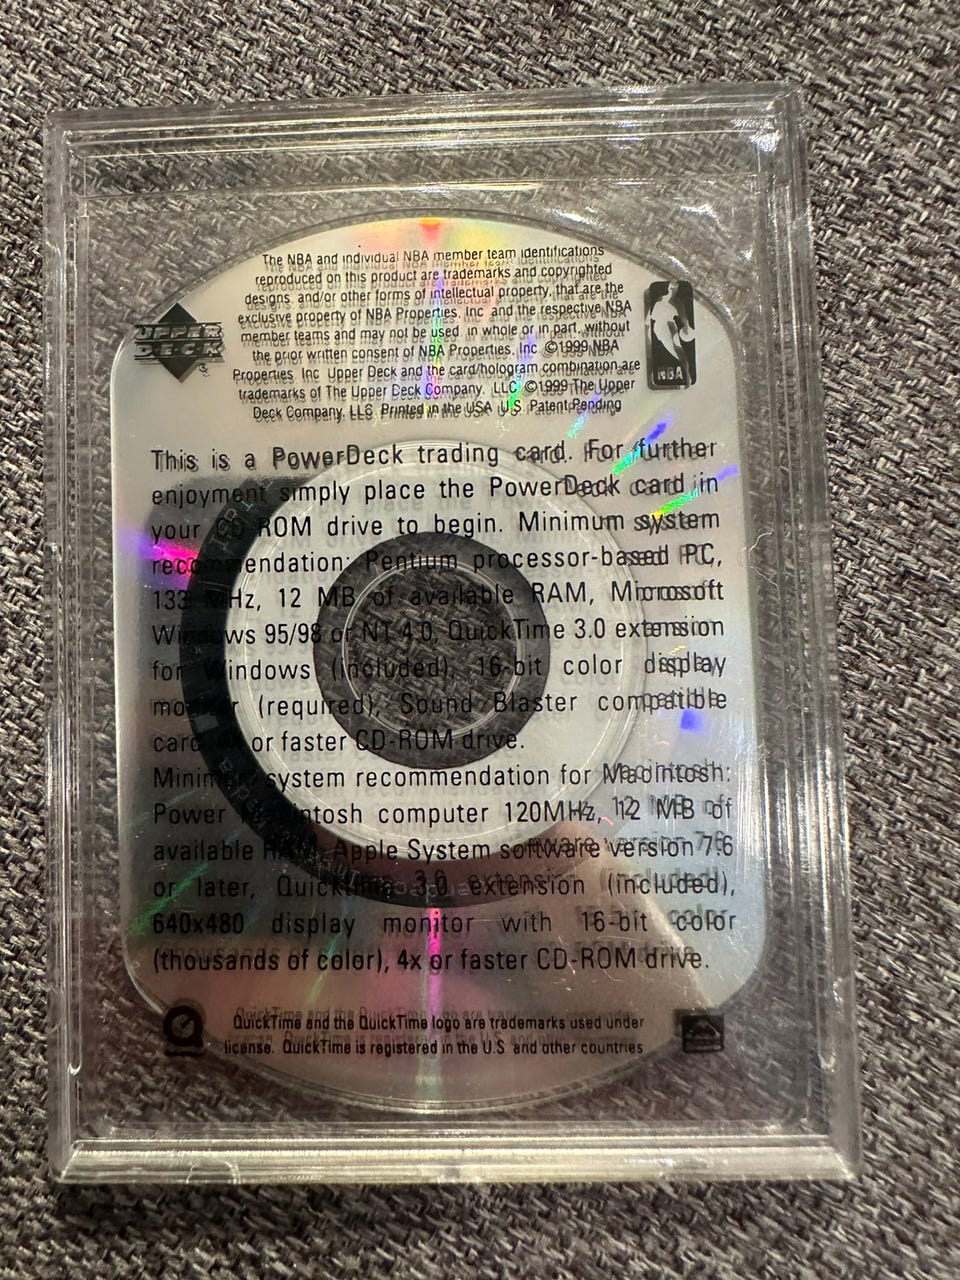 The NBA and individual NBA member team identifications
reproduced on this product are trademarks and copyrighted
designs, and/or other forms of intellectual property, that are the
exclusive property of NBA Properties, Inc. and the respective NBA
member teams and may not be used, in whole or in part, without
the prior written consent of NBA Properties, Inc. ©1999 NBA
Properties, Inc. Upper Deck and the card/hologram combination are
trademarks of The Upper Deck Company, LLC. ©1999 The Upper
Deck Company, LLC. Printed in the USA. U.S. Patent Pending
UPPER
DECK
NBA
This is a PowerDeck trading card. For further
enjoyment simply place the PowerDeck card in
your CD-ROM drive to begin. Minimum system
recommendation: Pentium processor-based PC,
133 MHz, 12 MB of available RAM, Microsoft
Windows 95/98 or NT 4.0, QuickTime 3.0 extension
for Windows (included), 16-bit color display
monitor (required), Sound Blaster compatible
card, 4x or faster CD-ROM drive.
Minimum system recommendation for Macintosh:
Power Macintosh computer 120MHz, 12 MB of
available RAM, Apple System software version 7.6
or later, Quicktime 3.0 extension (included),
640x480 display monitor with 16-bit color
(thousands of color), 4x or faster CD-ROM drive.
QuickTime and the QuickTime logo are trademarks used under
license. QuickTime is registered in the U.S. and other countries